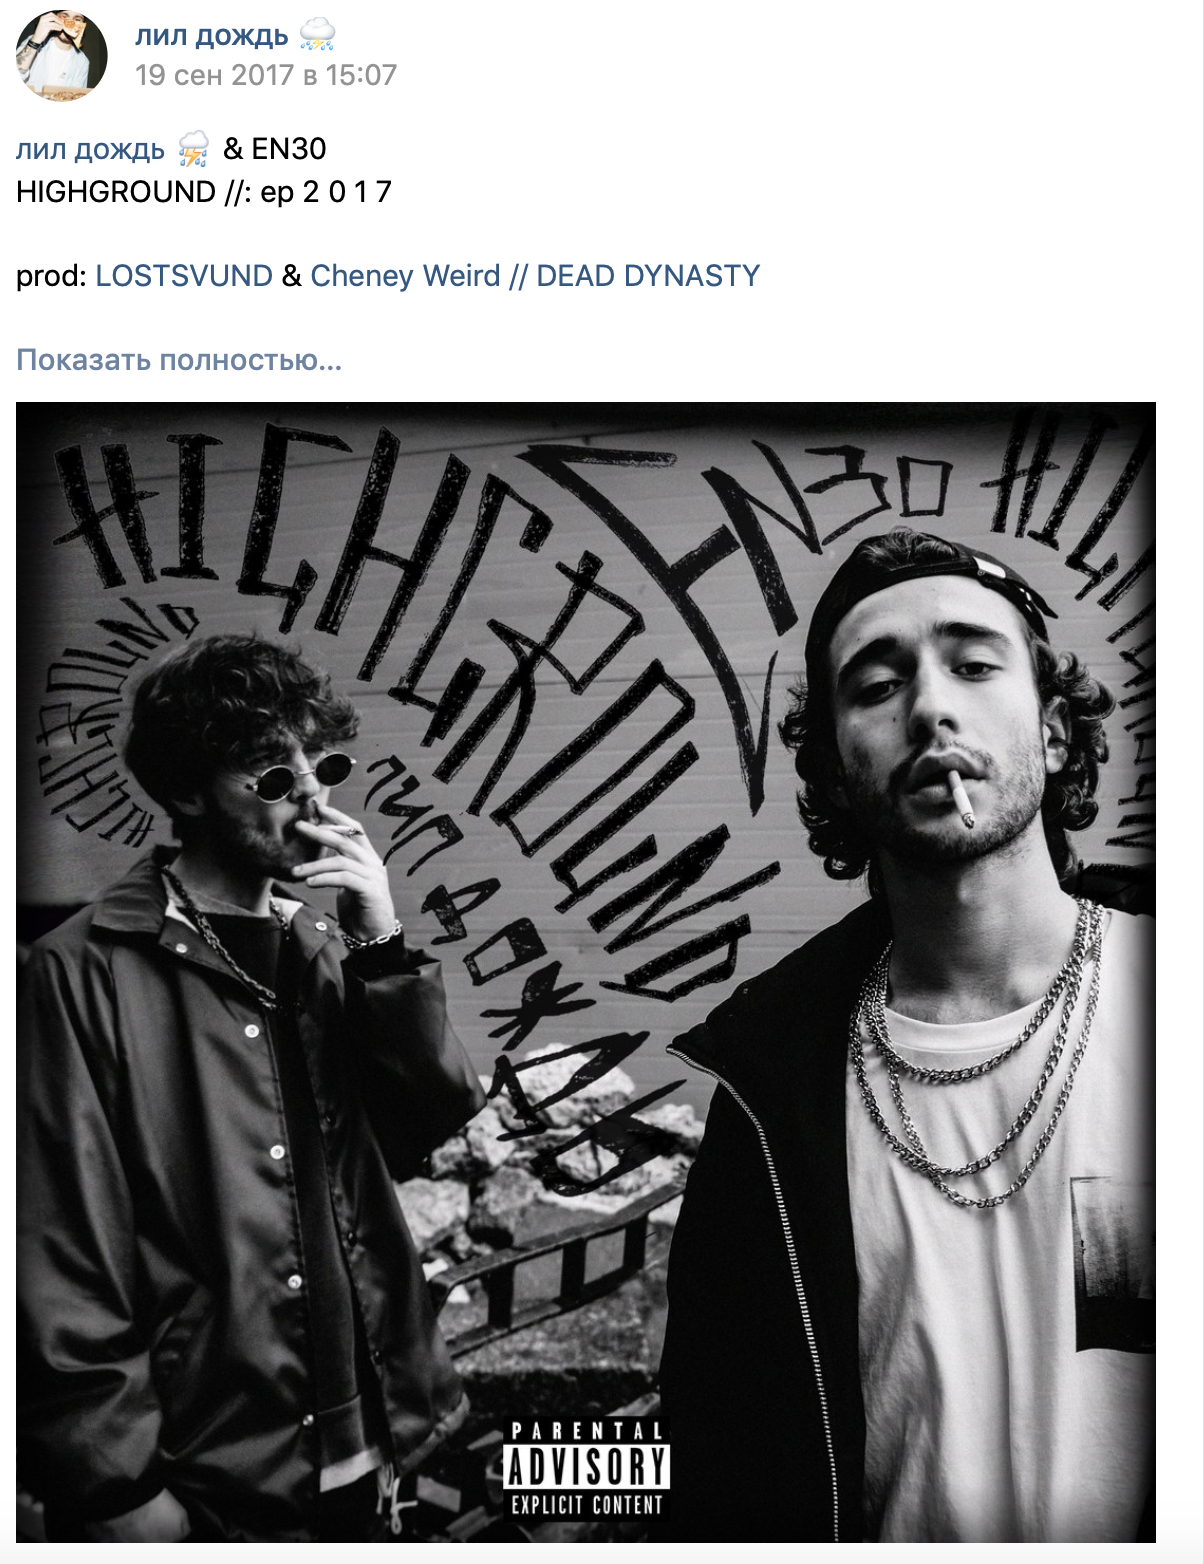 лил дождь 🌧
19 сен 2017 в 15:07
лил дождь ⛈ & EN30
HIGHGROUND //: ep 2 0 1 7
prod: LOSTSVUND & Cheney Weird // DEAD DYNASTY
Показать полностью...
HIGHGROUND
EN30
HIGHGROUND
HIGHGROUND
ЛИЛ ДОЖДЬ
PARENTAL
ADVISORY
EXPLICIT CONTENT